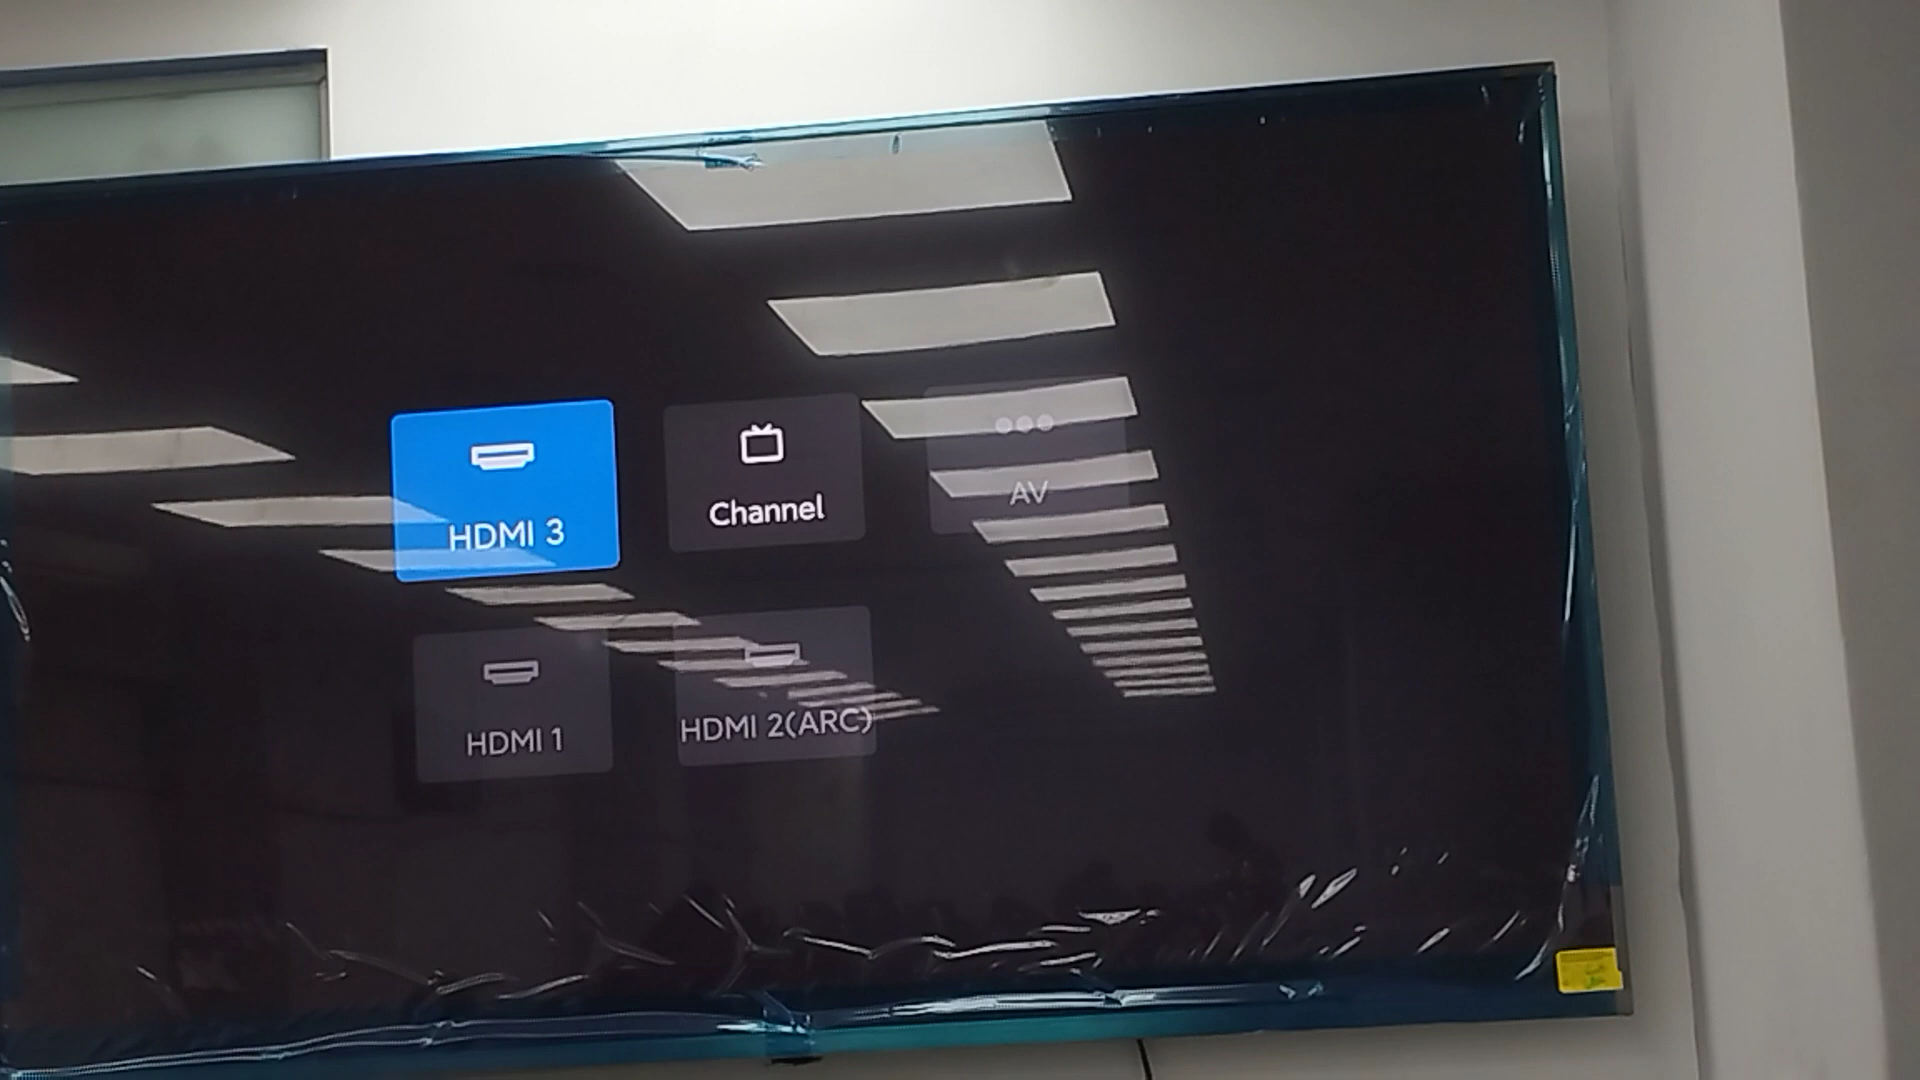 HDMI 3
Channel
AV
HDMI 1
HDMI 2(ARC)